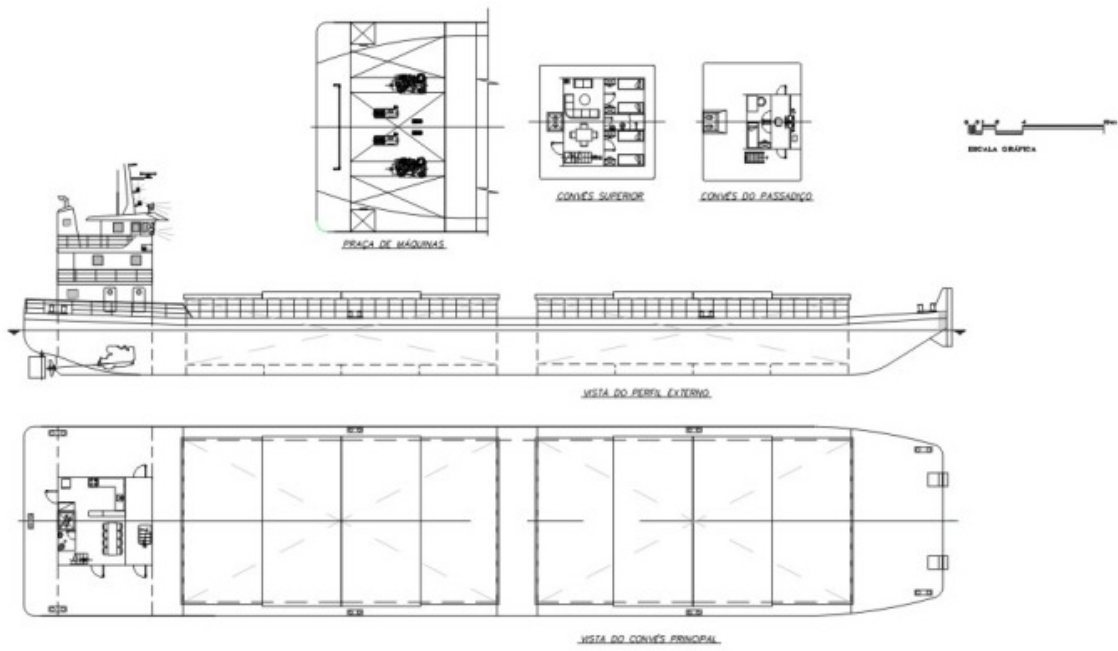 PRAÇA DE MÁQUINAS
CONVÉS SUPERIOR
CONVÉS DO PASSADIÇO
ESCALA GRÁFICA
VISTA DO PERFIL EXTERNO
VISTA DO CONVÉS PRINCIPAL